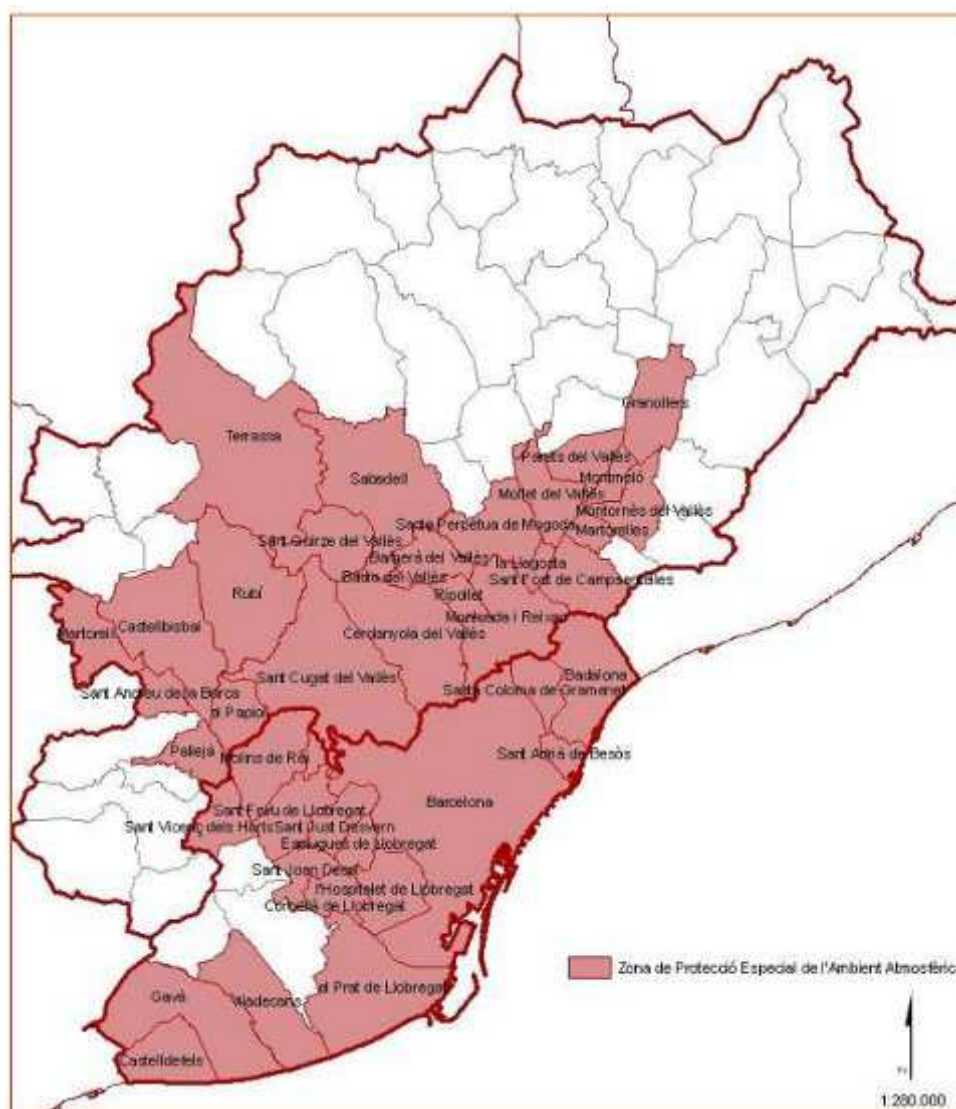 Granollers
Parets del Vallès
Terrassa
Montmeló
Sabadell
Mollet del Vallès
Montornès del Vallès
Santa Perpètua de Mogoda
Martorelles
Sant Quirze del Vallès
Barberà del Vallès
la Llagosta
Badia del Vallès
Sant Fost de Campsentelles
Rubí
Ripollet
Montcada i Reixac
Castellbisbal
Martorell
Cerdanyola del Vallès
Sant Cugat del Vallès
Badalona
Sant Andreu de la Barca
Santa Coloma de Gramenet
el Papiol
Pallejà
Molins de Rei
Sant Adrià de Besòs
Barcelona
Sant Feliu de Llobregat
Sant Vicenç dels Horts
Sant Just Desvern
Esplugues de Llobregat
Sant Joan Despí
l'Hospitalet de Llobregat
Cornellà de Llobregat
Zona de Protecció Especial de l'Ambient Atmosfèric
el Prat de Llobregat
Gavà
Viladecans
Castelldefels
1:280.000